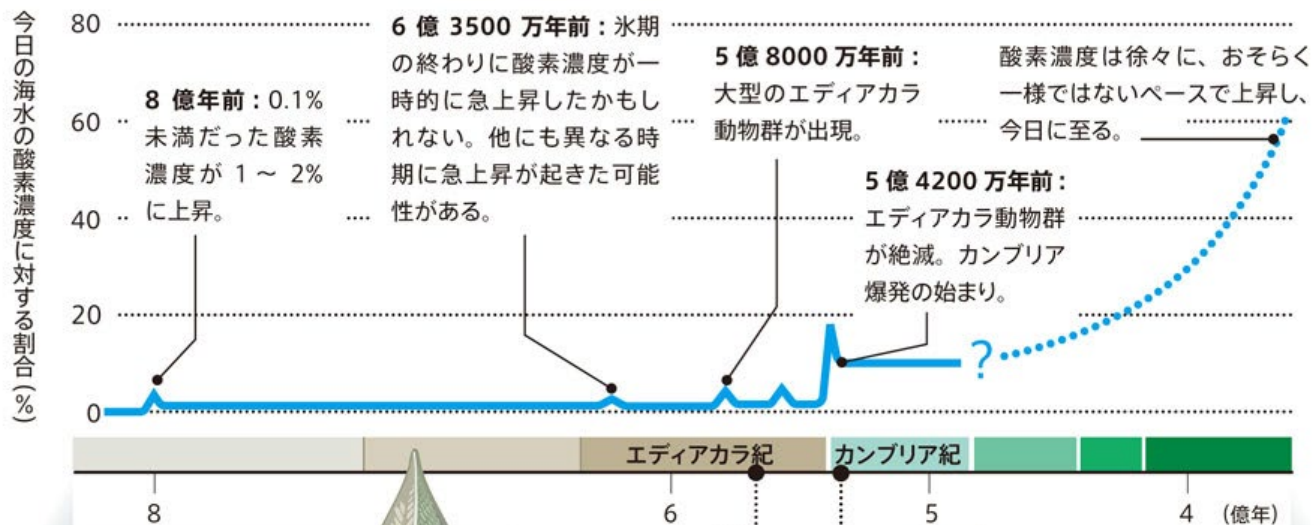 今日の海水の酸素濃度に対する割合(%)
80
60
40
20
0
8 億年前：0.1%
未満だった酸素
濃度が 1 〜 2%
に上昇。
6 億 3500 万年前：氷期
の終わりに酸素濃度が一
時的に急上昇したかもし
れない。他にも異なる時
期に急上昇が起きた可能
性がある。
5 億 8000 万年前：
大型のエディアカラ
動物群が出現。
5 億 4200 万年前：
エディアカラ動物群
が絶滅。カンブリア
爆発の始まり。
酸素濃度は徐々に、おそらく
一様ではないペースで上昇し、
今日に至る。
?
エディアカラ紀
カンブリア紀
8
6
5
4
(億年)